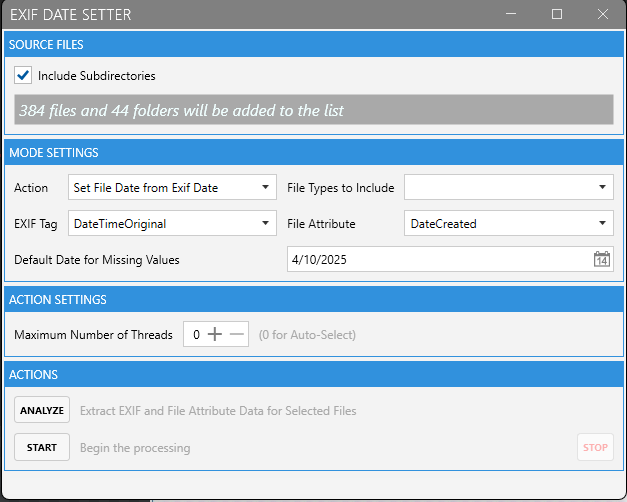 EXIF DATE SETTER
SOURCE FILES
Include Subdirectories
384 files and 44 folders will be added to the list
MODE SETTINGS
Action Set File Date from Exif Date File Types to Include
EXIF Tag DateTimeOriginal File Attribute DateCreated
Default Date for Missing Values 4/10/2025 14
ACTION SETTINGS
Maximum Number of Threads 0 (0 for Auto-Select)
ACTIONS
ANALYZE Extract EXIF and File Attribute Data for Selected Files
START Begin the processing STOP